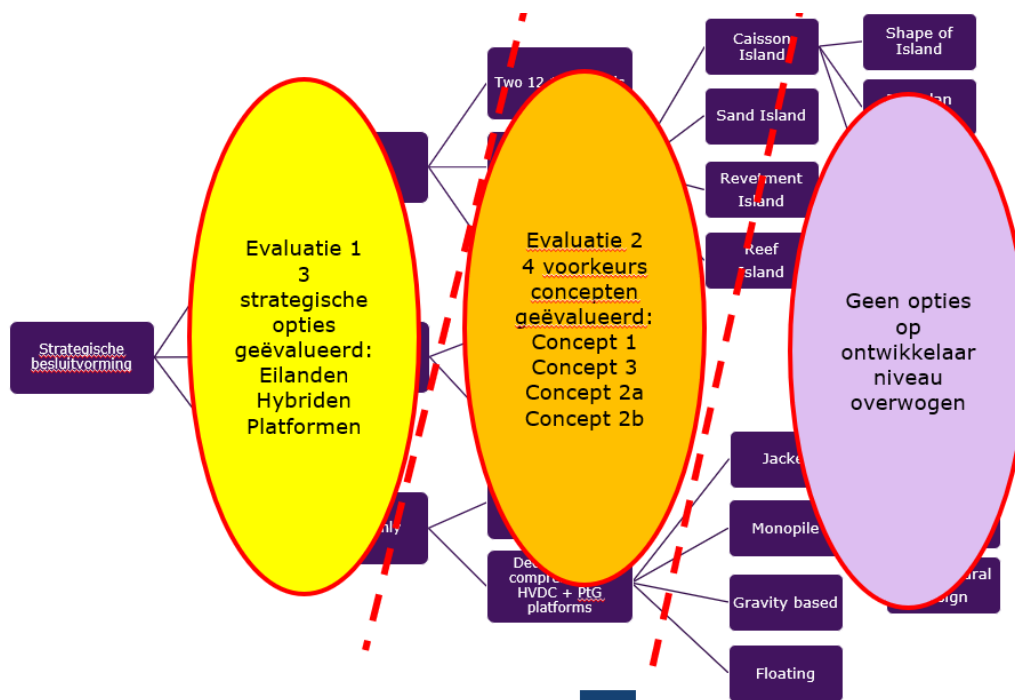 Strategische
besluitvorming
Evaluatie 1
3
strategische
opties
geëvalueerd:
Eilanden
Hybriden
Platformen
Two 12
Evaluatie 2
4 voorkeurs
concepten
geëvalueerd:
Concept 1
Concept 3
Concept 2a
Concept 2b
HVDC + PtG
platforms
Caisson
Island
Sand Island
Revetment
Island
Reef
Island
Monopile
Gravity based
Floating
Shape of
Island
Geen opties
op
ontwikkelaar
niveau
overwogen